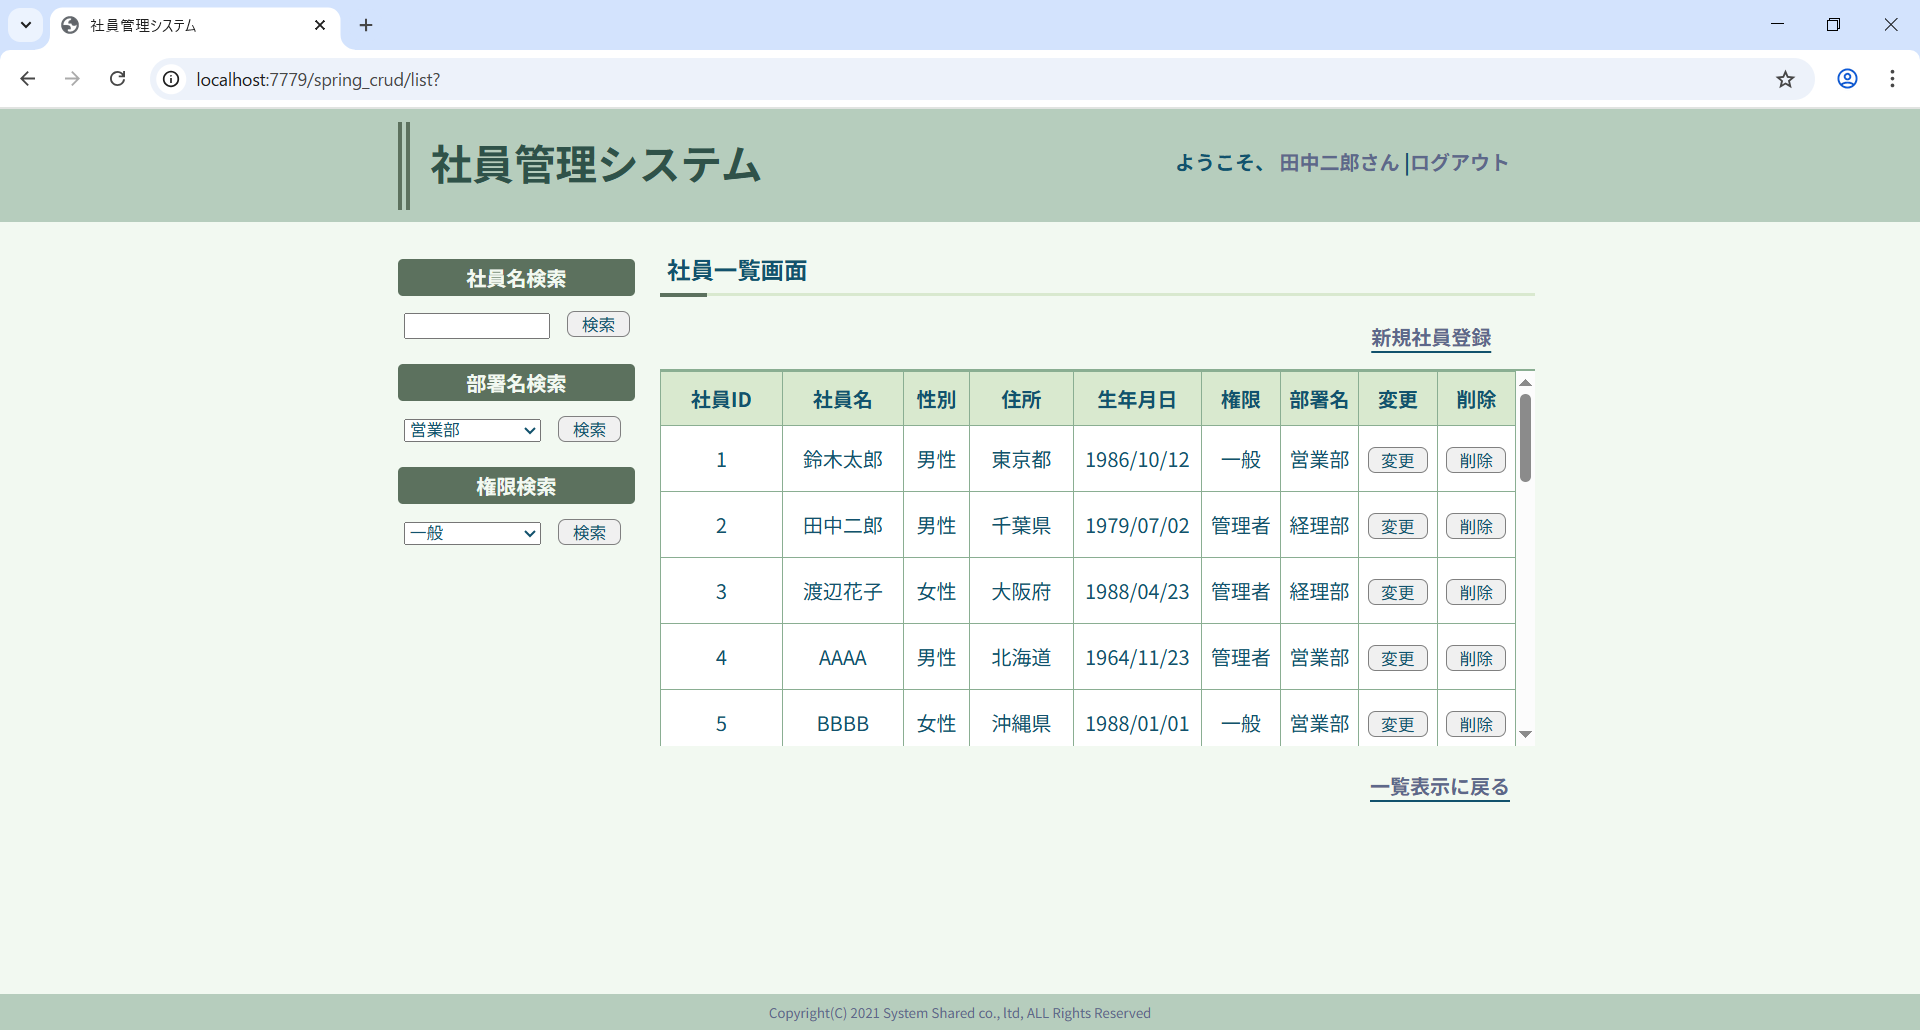 社員管理システム
localhost:7779/spring_crud/list?
社員管理システム
ようこそ、 田中二郎さん |ログアウト
社員名検索
検索
部署名検索
営業部 検索
権限検索
一般 検索
社員一覧画面
新規社員登録
社員ID 社員名 性別 住所 生年月日 権限 部署名 変更 削除
1 鈴木太郎 男性 東京都 1986/10/12 一般 営業部 変更 削除
2 田中二郎 男性 千葉県 1979/07/02 管理者 経理部 変更 削除
3 渡辺花子 女性 大阪府 1988/04/23 管理者 経理部 変更 削除
4 AAAA 男性 北海道 1964/11/23 管理者 営業部 変更 削除
5 BBBB 女性 沖縄県 1988/01/01 一般 営業部 変更 削除
一覧表示に戻る
Copyright(C) 2021 System Shared co., ltd, ALL Rights Reserved